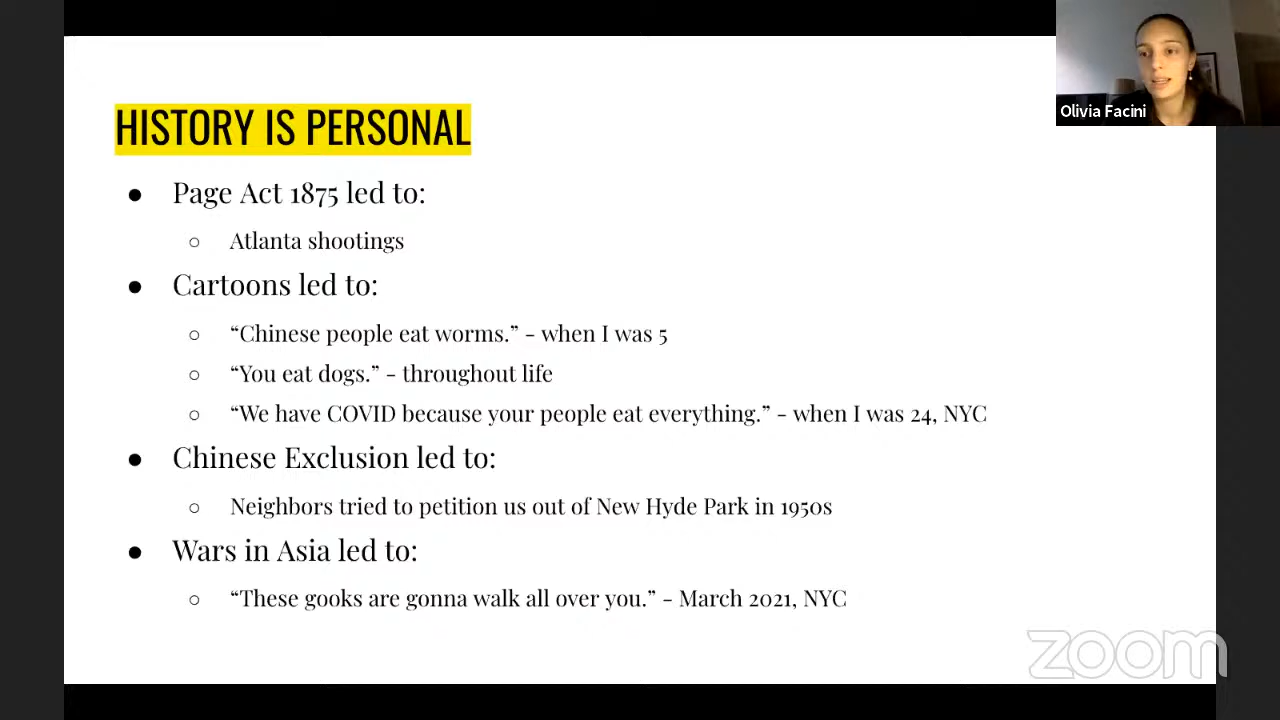 Olivia Facini
HISTORY IS PERSONAL
● Page Act 1875 led to:
○ Atlanta shootings
● Cartoons led to:
○ “Chinese people eat worms.” - when I was 5
○ “You eat dogs.” - throughout life
○ “We have COVID because your people eat everything.” - when I was 24, NYC
● Chinese Exclusion led to:
○ Neighbors tried to petition us out of New Hyde Park in 1950s
● Wars in Asia led to:
○ “These gooks are gonna walk all over you.” - March 2021, NYC
zoom